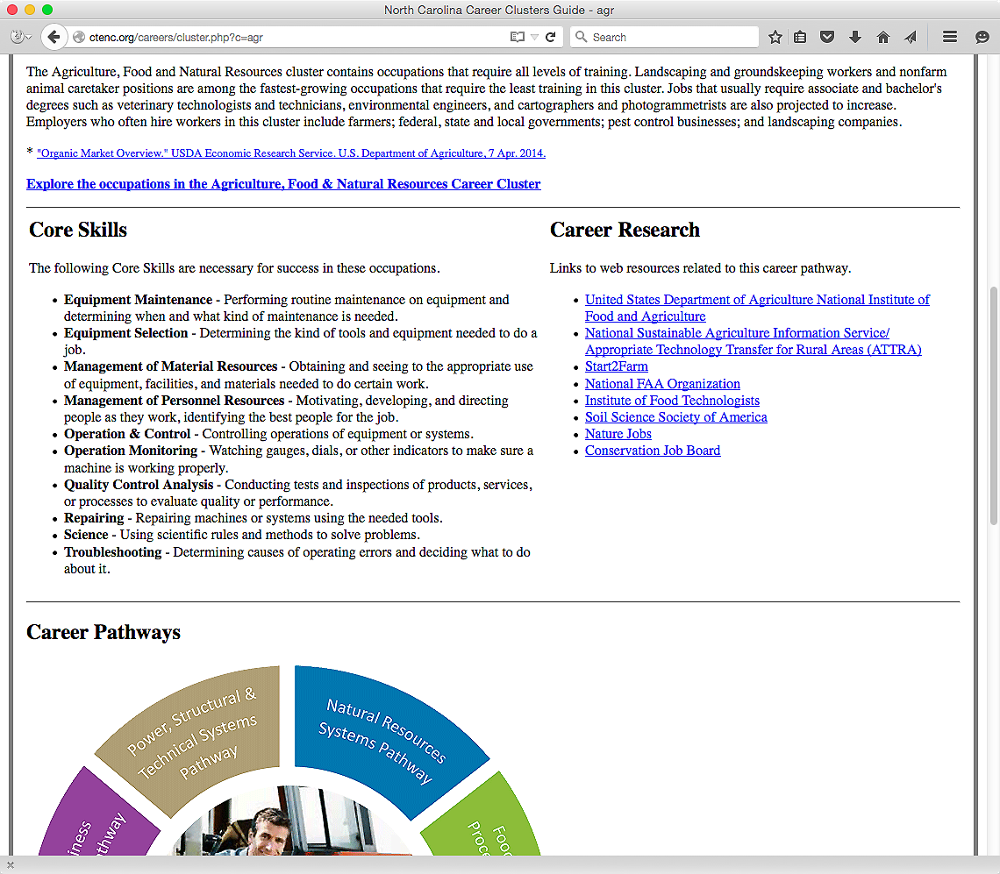 North Carolina Career Clusters Guide - agr
ctenc.org/careers/cluster.php?c=agr
Search
The Agriculture, Food and Natural Resources cluster contains occupations that require all levels of training. Landscaping and groundskeeping workers and nonfarm
animal caretaker positions are among the fastest-growing occupations that require the least training in this cluster. Jobs that usually require associate and bachelor's
degrees such as veterinary technologists and technicians, environmental engineers, and cartographers and photogrammetrists are also projected to increase.
Employers who often hire workers in this cluster include farmers; federal, state and local governments; pest control businesses; and landscaping companies.
* "Organic Market Overview." USDA Economic Research Service. U.S. Department of Agriculture, 7 Apr. 2014.
Explore the occupations in the Agriculture, Food & Natural Resources Career Cluster
Core Skills
The following Core Skills are necessary for success in these occupations.
• Equipment Maintenance - Performing routine maintenance on equipment and
determining when and what kind of maintenance is needed.
• Equipment Selection - Determining the kind of tools and equipment needed to do a
job.
• Management of Material Resources - Obtaining and seeing to the appropriate use
of equipment, facilities, and materials needed to do certain work.
• Management of Personnel Resources - Motivating, developing, and directing
people as they work, identifying the best people for the job.
• Operation & Control - Controlling operations of equipment or systems.
• Operation Monitoring - Watching gauges, dials, or other indicators to make sure a
machine is working properly.
• Quality Control Analysis - Conducting tests and inspections of products, services,
or processes to evaluate quality or performance.
• Repairing - Repairing machines or systems using the needed tools.
• Science - Using scientific rules and methods to solve problems.
• Troubleshooting - Determining causes of operating errors and deciding what to do
about it.
Career Research
Links to web resources related to this career pathway.
• United States Department of Agriculture National Institute of
Food and Agriculture
• National Sustainable Agriculture Information Service/
Appropriate Technology Transfer for Rural Areas (ATTRA)
• Start2Farm
• National FAA Organization
• Institute of Food Technologists
• Soil Science Society of America
• Nature Jobs
• Conservation Job Board
Career Pathways
Power, Structural &
Technical Systems
Pathway
Natural Resources
Systems Pathway
iness
thway
Foo
Proce